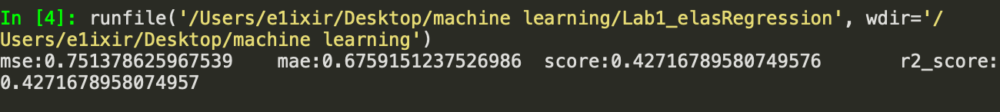 In [4]: runfile('/Users/e1ixir/Desktop/machine learning/Lab1_elasRegression', wdir='/
Users/e1ixir/Desktop/machine learning')
mse:0.751378625967539    mae:0.6759151237526986  score:0.42716789580749576       r2_score:
0.4271678958074957